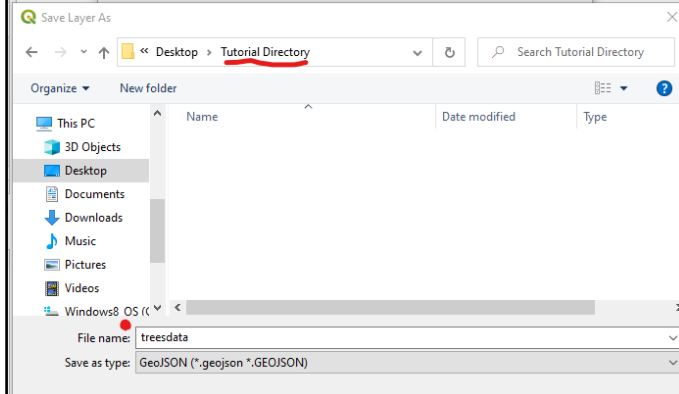 Save Layer As
« Desktop › Tutorial Directory
Search Tutorial Directory
Organize
New folder
Name
Date modified
Type
This PC
3D Objects
Desktop
Documents
Downloads
Music
Pictures
Videos
Windows8_OS (C
File name: treesdata
Save as type: GeoJSON (*.geojson *.GEOJSON)